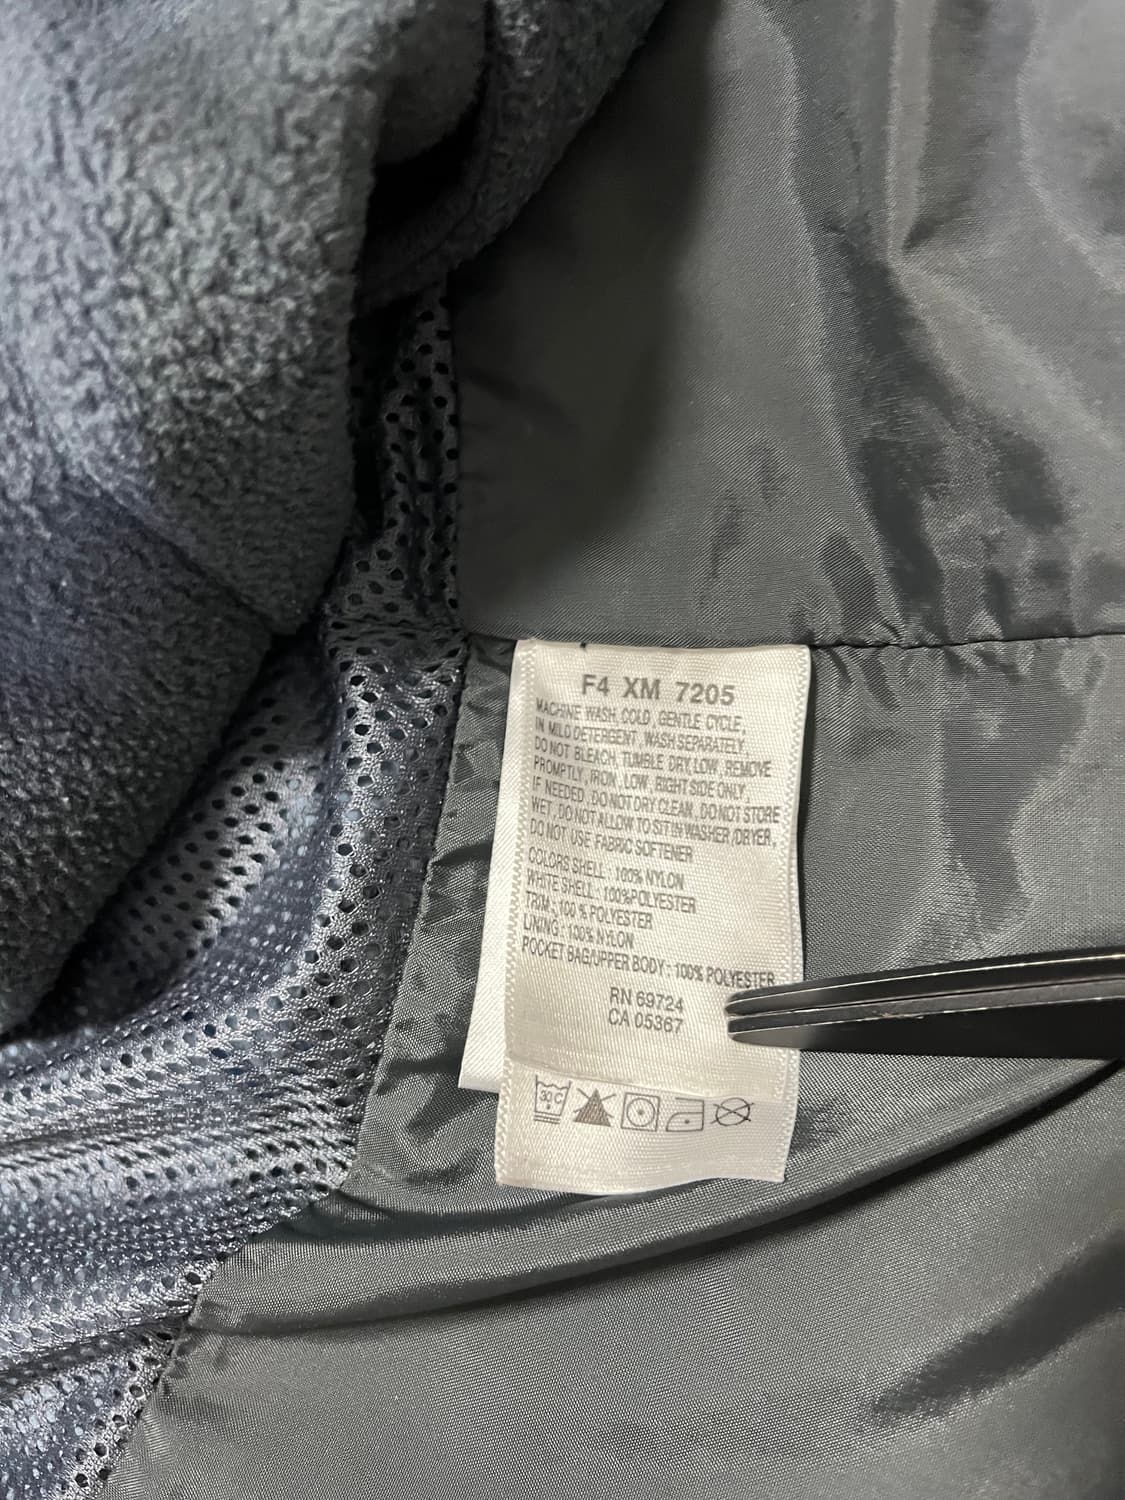 F4 XM 7205
MACHINE WASH, COLD, GENTLE CYCLE,
IN MILD DETERGENT, WASH SEPARATELY,
DO NOT BLEACH, TUMBLE DRY, LOW, REMOVE
PROMPTLY, IRON, LOW, RIGHT SIDE ONLY,
IF NEEDED, DO NOT DRY CLEAN, DO NOT STORE
WET, DO NOT ALLOW TO SIT IN WASHER/DRYER,
DO NOT USE FABRIC SOFTENER
COLORS SHELL : 100% NYLON
WHITE SHELL : 100%POLYESTER
TRIM : 100 % POLYESTER
LINING : 100% NYLON
POCKET BAG/UPPER BODY : 100% POLYESTER
RN 69724
CA 05367
30 C